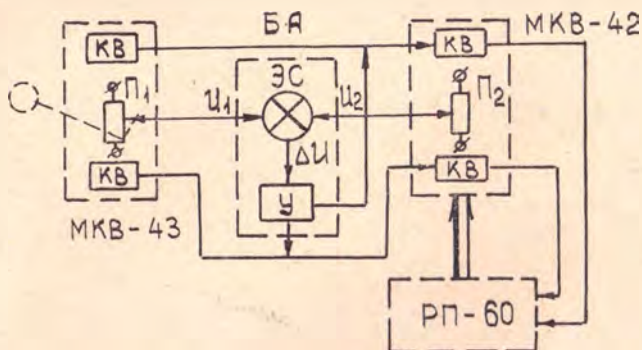 БА
МКВ-42
КВ
ЭС
КВ
П₁
U₁
U₂
П₂
ΔU
КВ
У
КВ
МКВ-43
РП-60